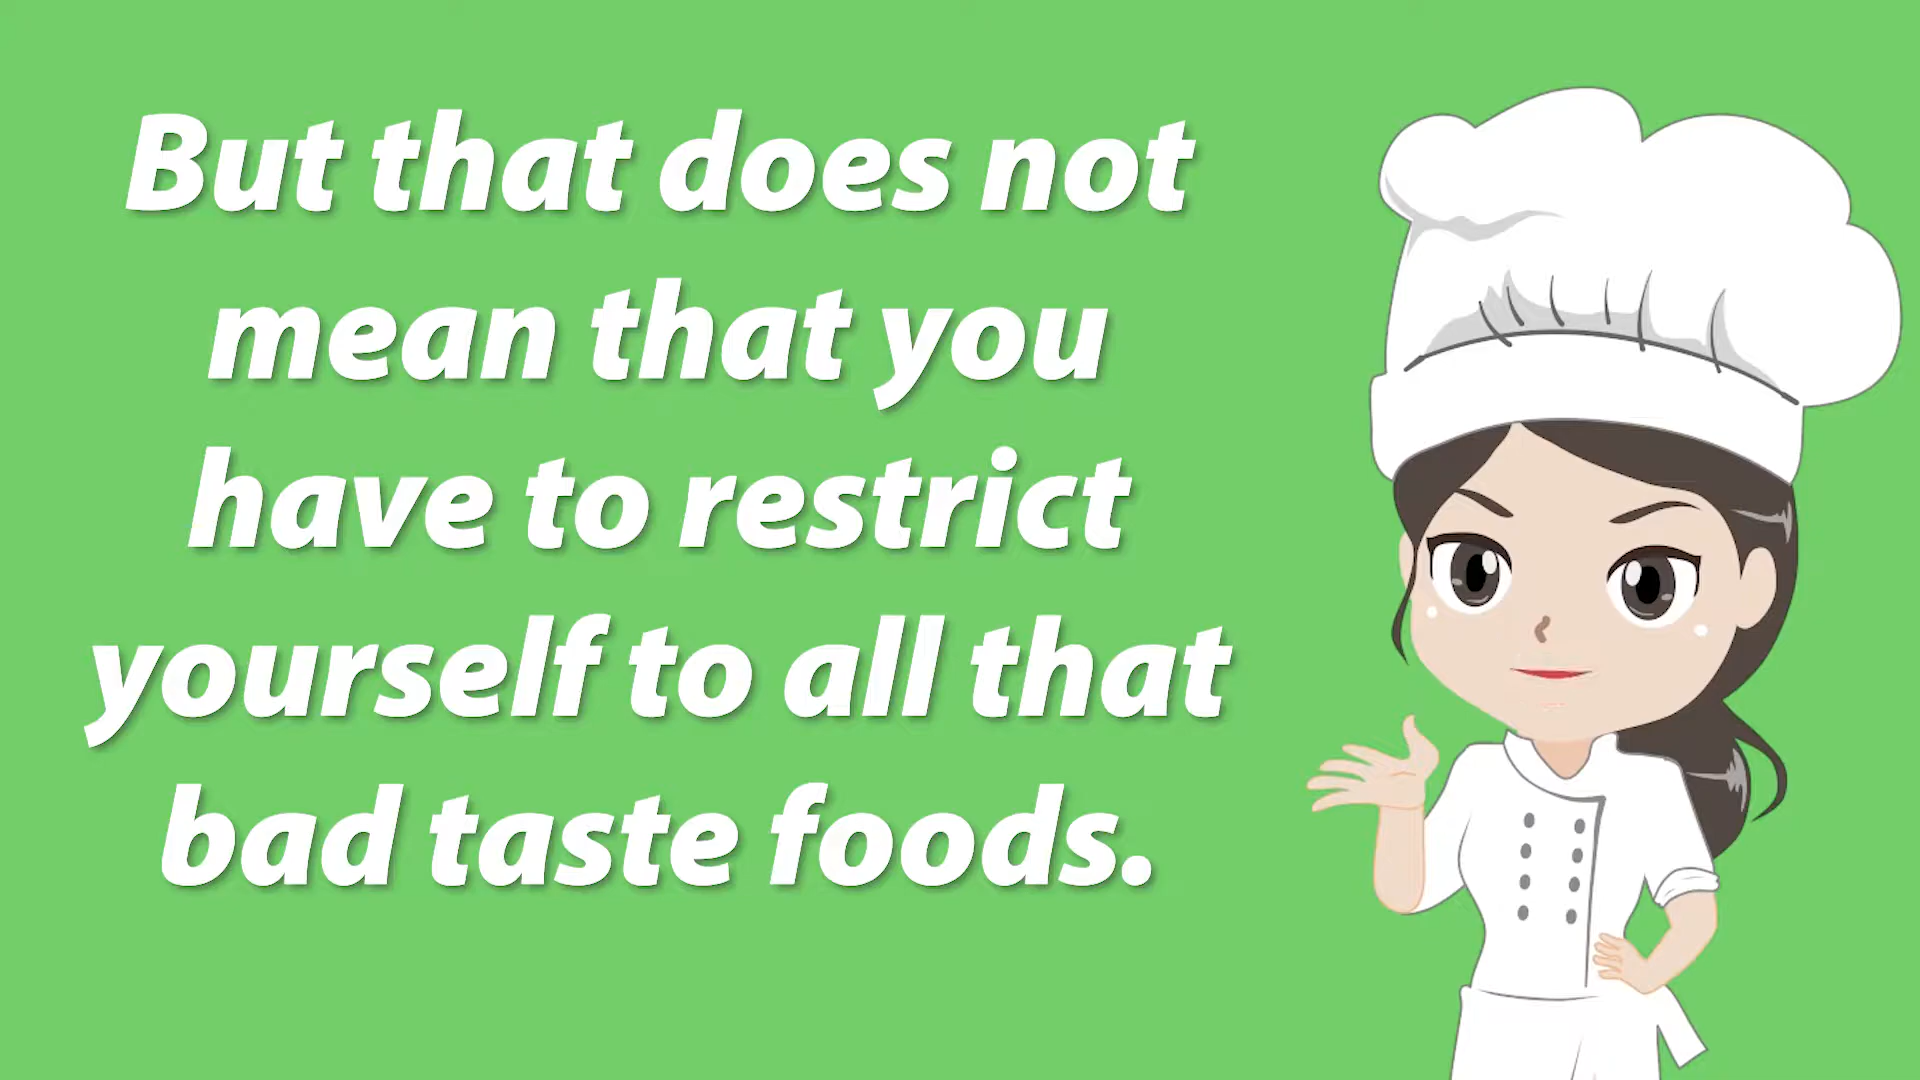 But that does not
mean that you
have to restrict
yourself to all that
bad taste foods.